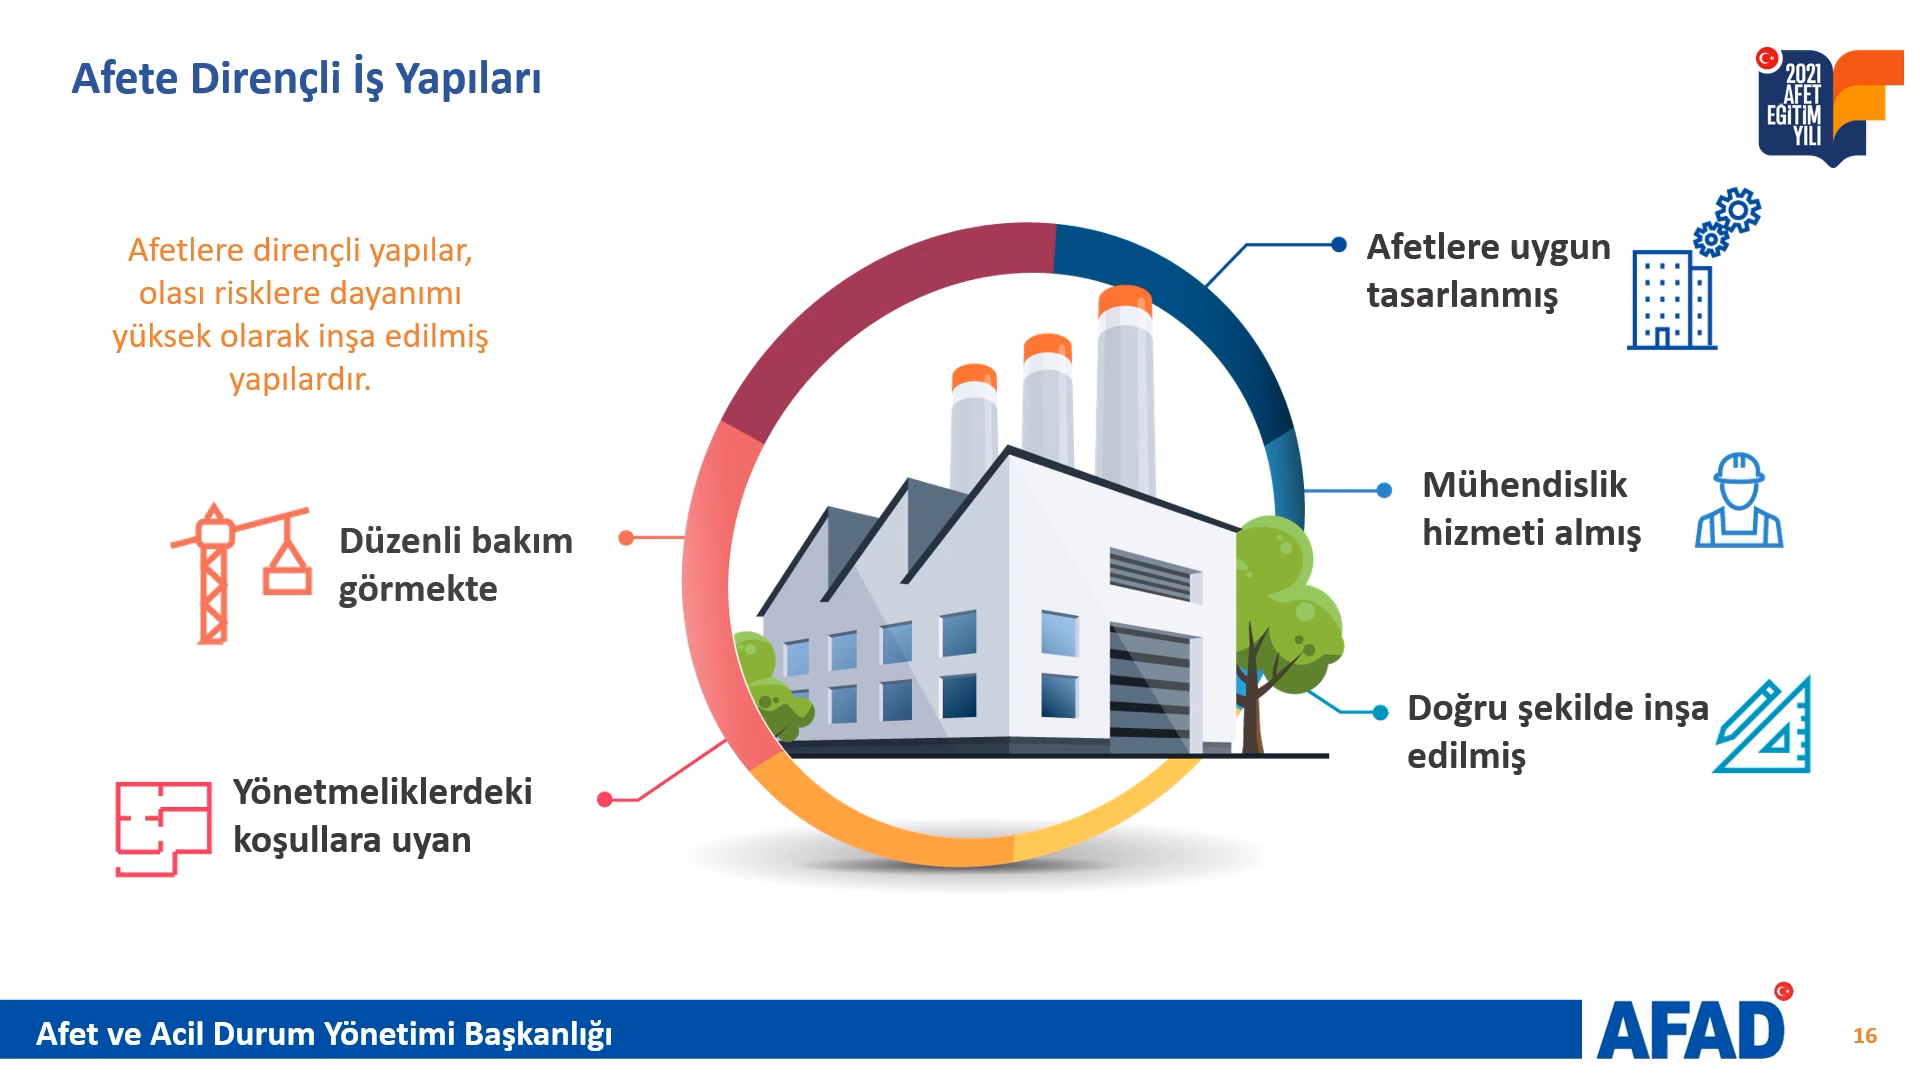 Afete Dirençli İş Yapıları
2021
AFET
EĞİTİM
YILI
Afetlere dirençli yapılar,
olası risklere dayanımı
yüksek olarak inşa edilmiş
yapılardır.
Afetlere uygun
tasarlanmış
Mühendislik
hizmeti almış
Düzenli bakım
görmekte
Doğru şekilde inşa
edilmiş
Yönetmeliklerdeki
koşullara uyan
Afet ve Acil Durum Yönetimi Başkanlığı
AFAD
16